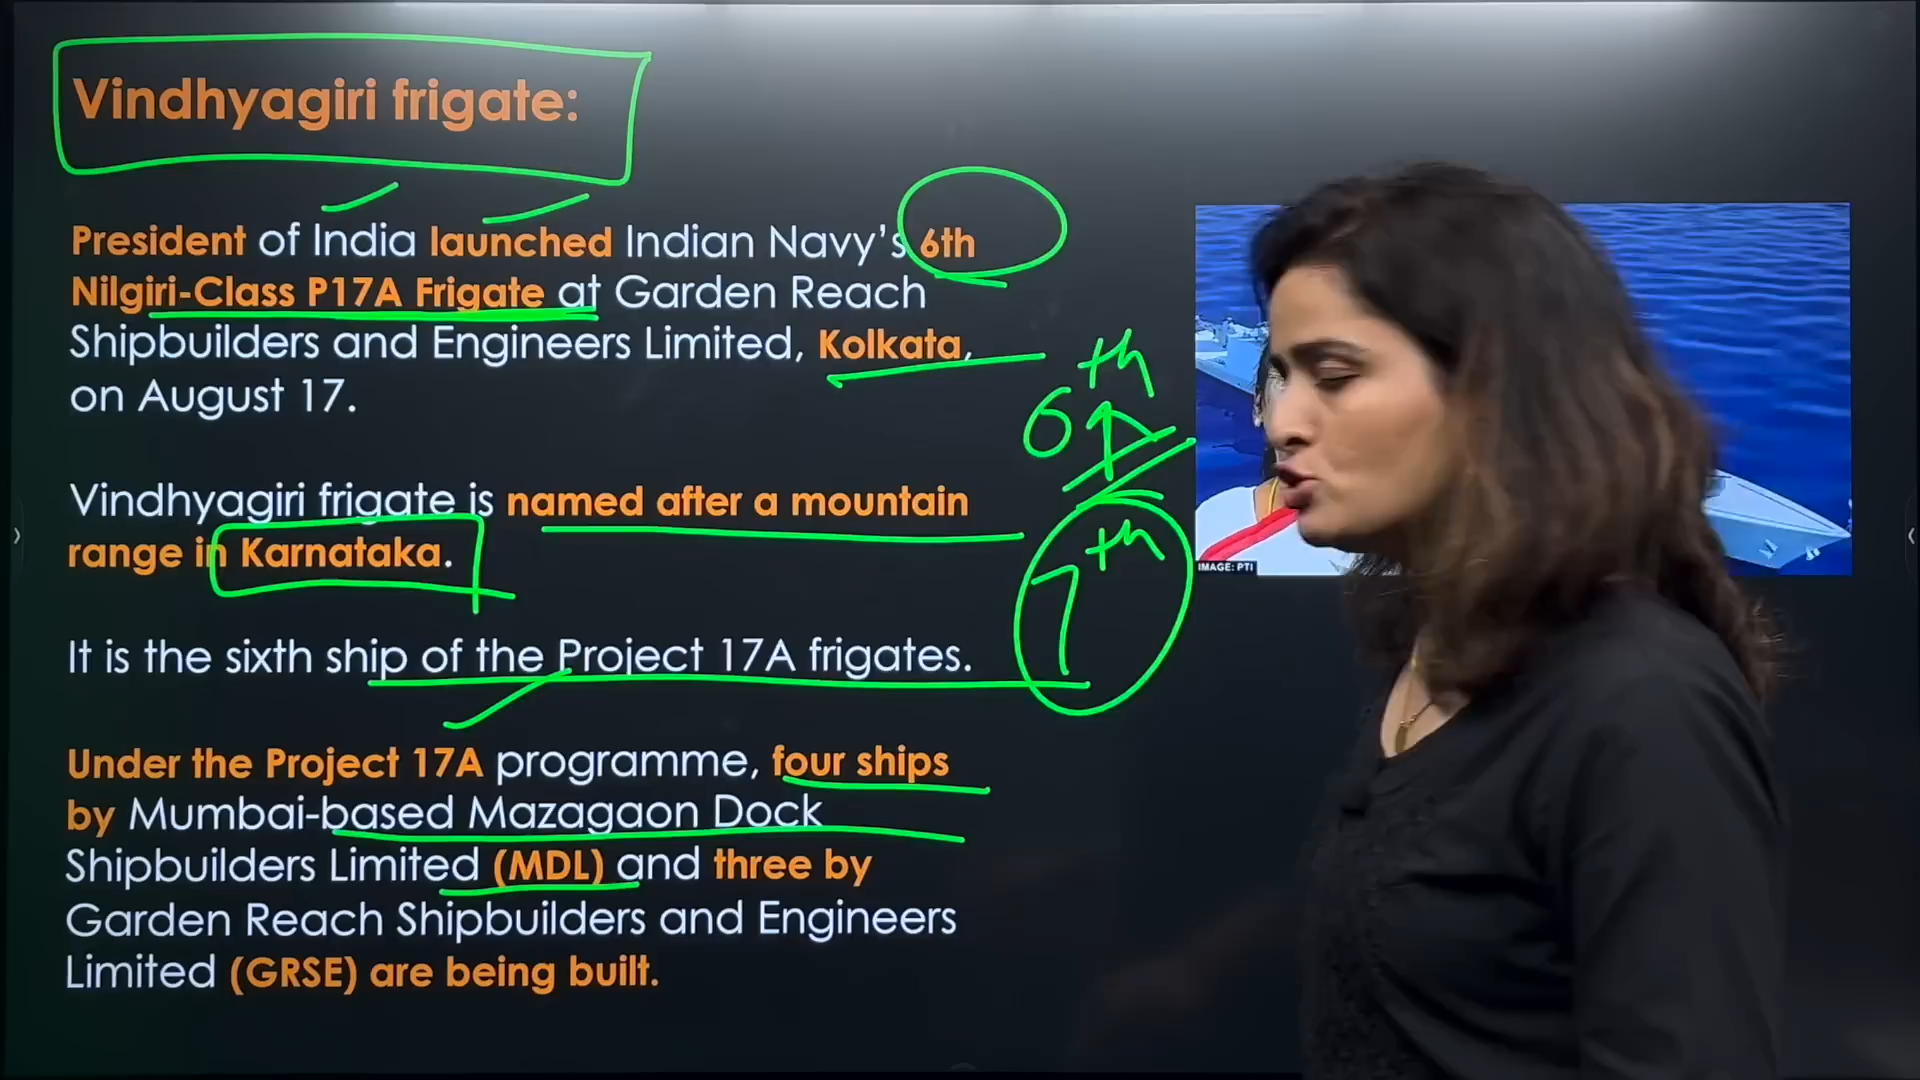 Vindhyagiri frigate:
President of India launched Indian Navy's 6th
Nilgiri-Class P17A Frigate at Garden Reach
Shipbuilders and Engineers Limited, Kolkata,
on August 17.
6th
Vindhyagiri frigate is named after a mountain
range in Karnataka.
7th
IMAGE: PTI
It is the sixth ship of the Project 17A frigates.
Under the Project 17A programme, four ships
by Mumbai-based Mazagaon Dock
Shipbuilders Limited (MDL) and three by
Garden Reach Shipbuilders and Engineers
Limited (GRSE) are being built.